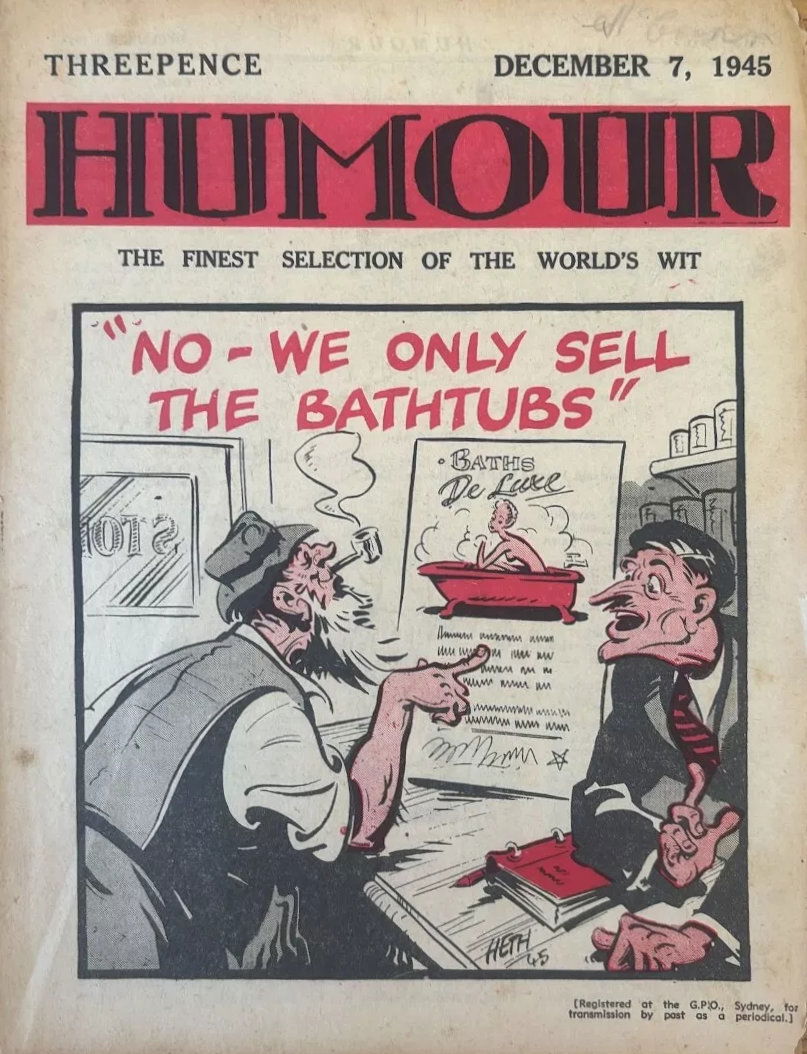 THREEPENCE
DECEMBER 7, 1945
HUMOUR
THE FINEST SELECTION OF THE WORLD'S WIT
"NO - WE ONLY SELL
THE BATHTUBS"
· BATHS
De Luxe
STO
HETH
45
[Registered at the G.P.O., Sydney, for
transmission by post as a periodical.]